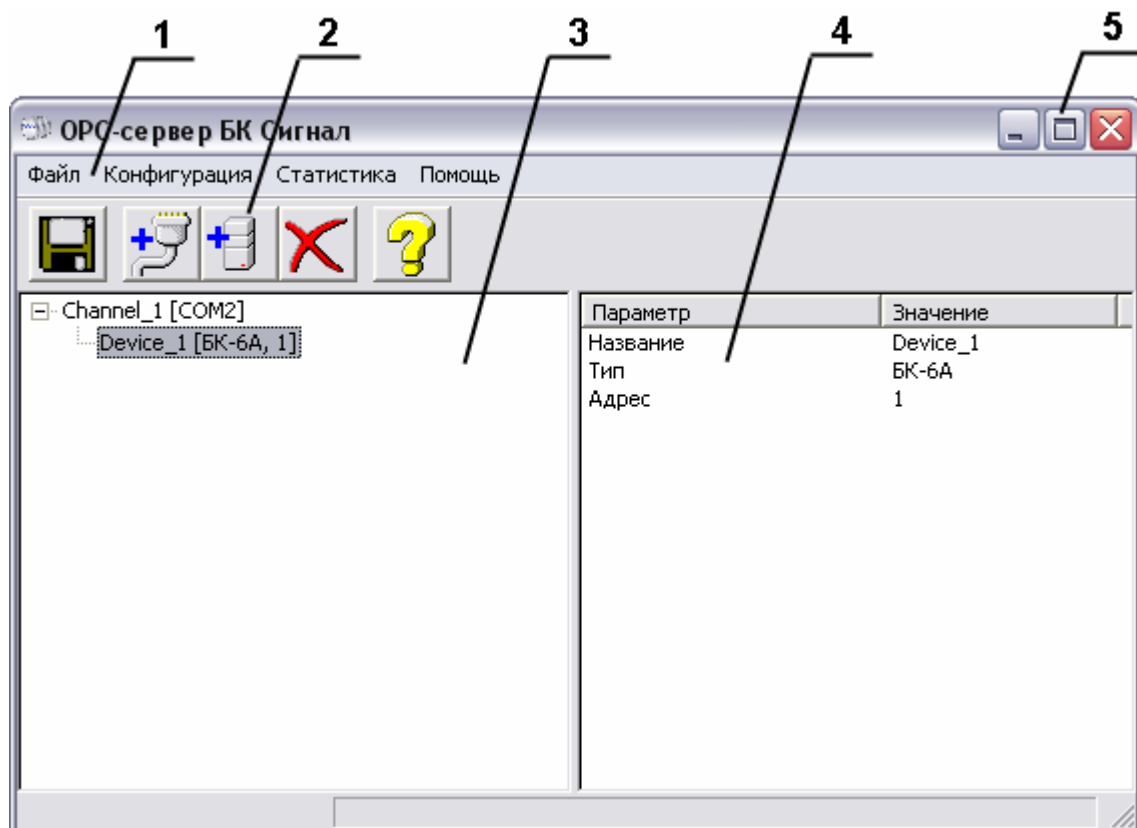 1 2 3 4 5
OPC-сервер БК Сигнал
Файл Конфигурация Статистика Помощь
Channel_1 [COM2]
Device_1 [БК-6А, 1]
Параметр Значение
Название Device_1
Тип БК-6А
Адрес 1